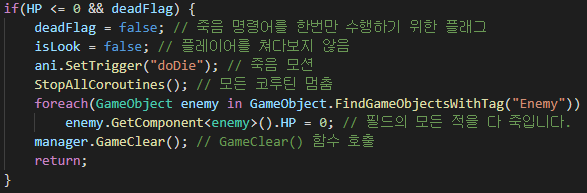 if(HP <= 0 && deadFlag) {
deadFlag = false; // 죽음 명령어를 한번만 수행하기 위한 플래그
isLook = false; // 플레이어를 쳐다보지 않음
ani.SetTrigger("doDie"); // 죽음 모션
StopAllCoroutines(); // 모든 코루틴 멈춤
foreach(GameObject enemy in GameObject.FindGameObjectsWithTag("Enemy"))
enemy.GetComponent<enemy>().HP = 0; // 필드의 모든 적을 다 죽입니다.
manager.GameClear(); // GameClear() 함수 호출
return;
}